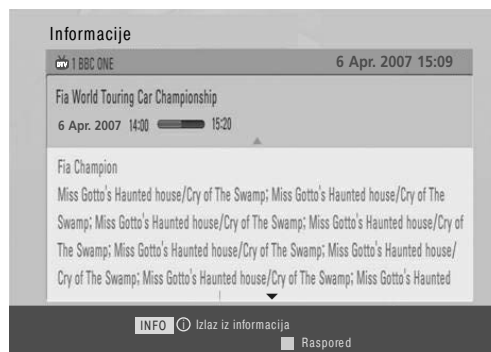 Informacije
DTV 1 BBC ONE 6 Apr. 2007 15:09
Fia World Touring Car Championship
6 Apr. 2007 14:00 15:20
Fia Champion
Miss Gotto's Haunted house/Cry of The Swamp; Miss Gotto's Haunted house/Cry of The
Swamp; Miss Gotto's Haunted house/Cry of The Swamp; Miss Gotto's Haunted house/Cry of
The Swamp; Miss Gotto's Haunted house/Cry of The Swamp; Miss Gotto's Haunted house/
Cry of The Swamp; Miss Gotto's Haunted house/Cry of The Swamp; Miss Gotto's Haunted
INFO i Izlaz iz informacija
Raspored